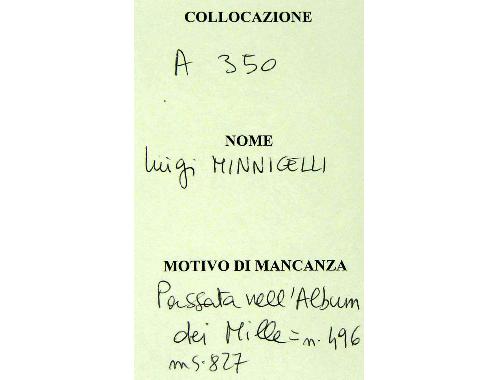 COLLOCAZIONE
A 350
NOME
Luigi MINNICELLI
MOTIVO DI MANCANZA
Passata nell'Album
dei Mille = n. 496
ms. 827